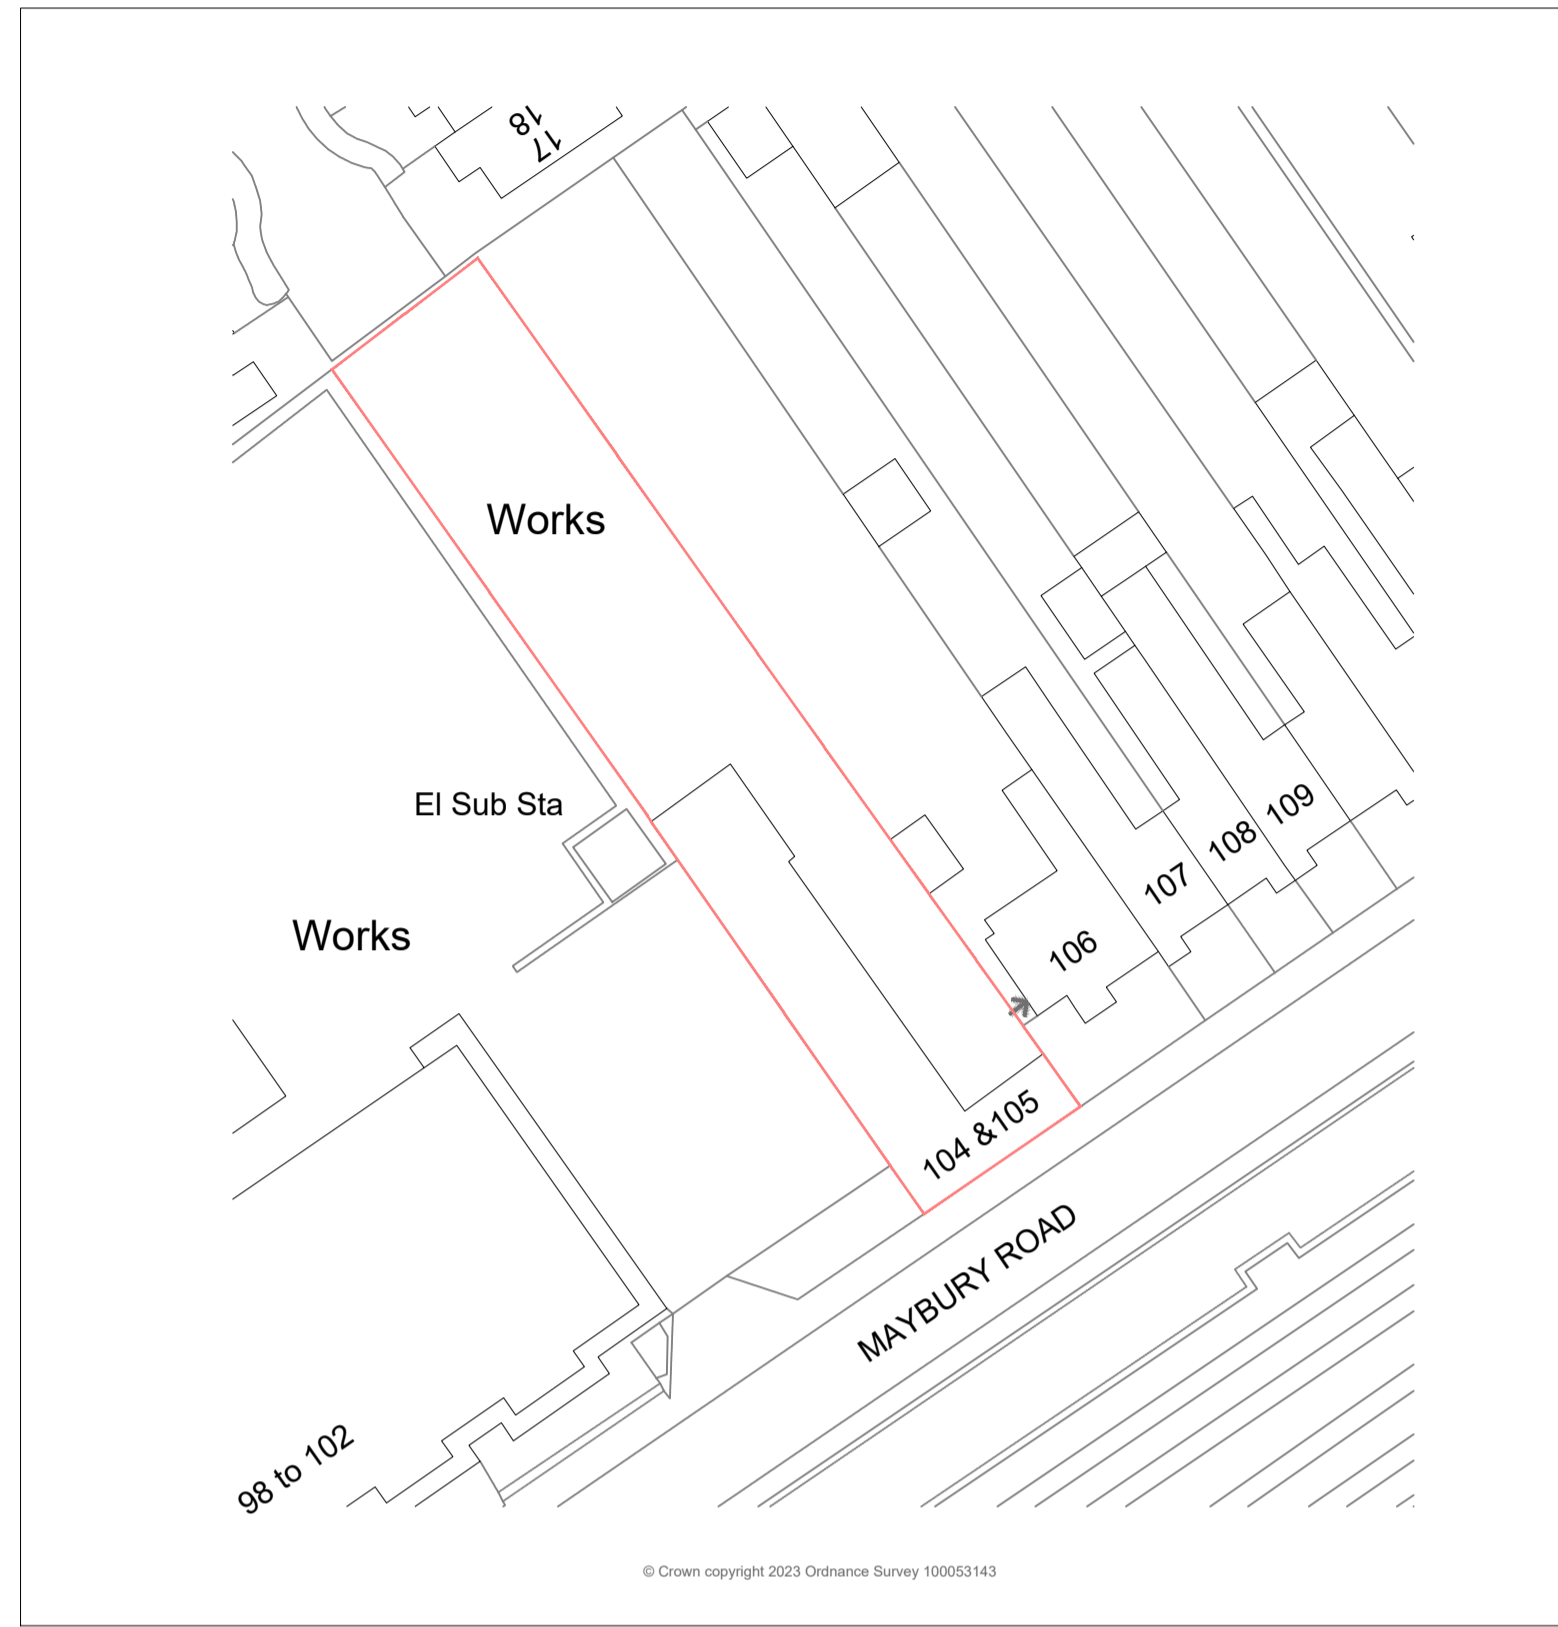 18
17
Works
El Sub Sta
109
108
107
Works
106
104 &105
MAYBURY ROAD
98 to 102
© Crown copyright 2023 Ordnance Survey 100053143